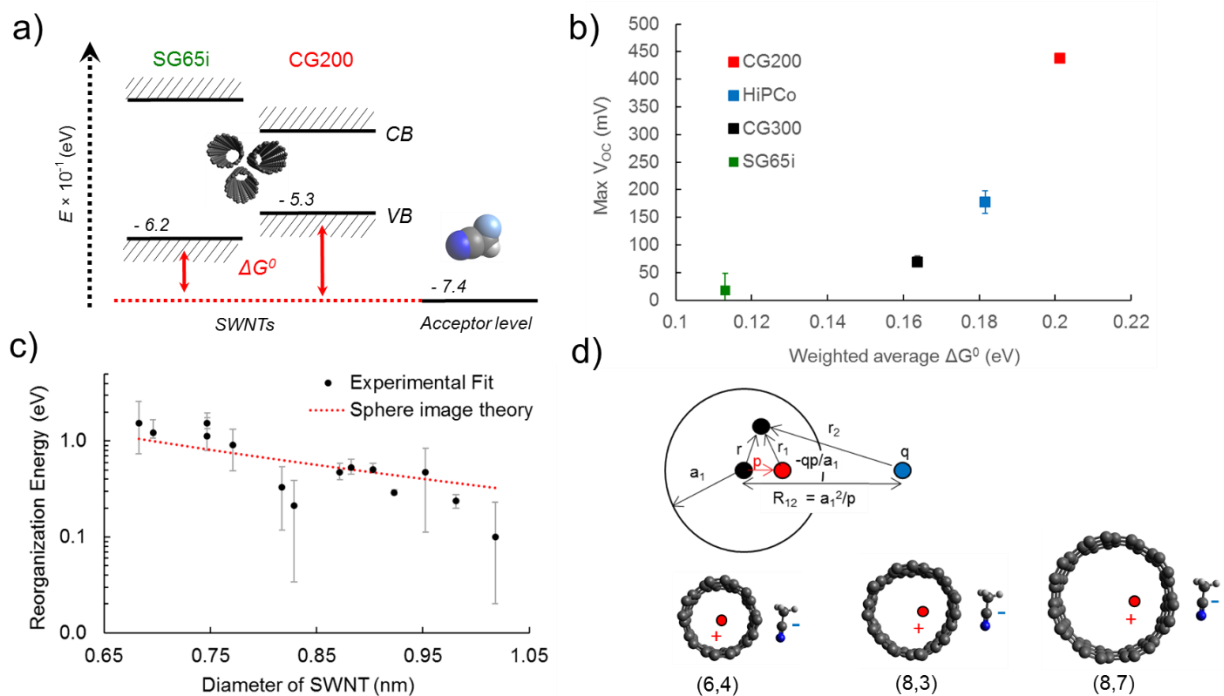 a)
E × 10⁻¹ (eV)
SG65i
CG200
CB
- 5.3
VB
- 6.2
ΔG⁰
- 7.4
SWNTs
Acceptor level
b)
Max V_OC (mV)
500
450
400
350
300
250
200
150
100
50
0
CG200
HiPCo
CG300
SG65i
0.1 0.12 0.14 0.16 0.18 0.2 0.22
Weighted average ΔG⁰ (eV)
c)
Reorganization Energy (eV)
1.0
0.1
0.0
Experimental Fit
Sphere image theory
0.65 0.75 0.85 0.95 1.05
Diameter of SWNT (nm)
d)
r₂
r
r₁
q
p
-qp/a₁
a₁
R₁₂ = a₁²/p
+ -
+ -
+ -
(6,4)
(8,3)
(8,7)